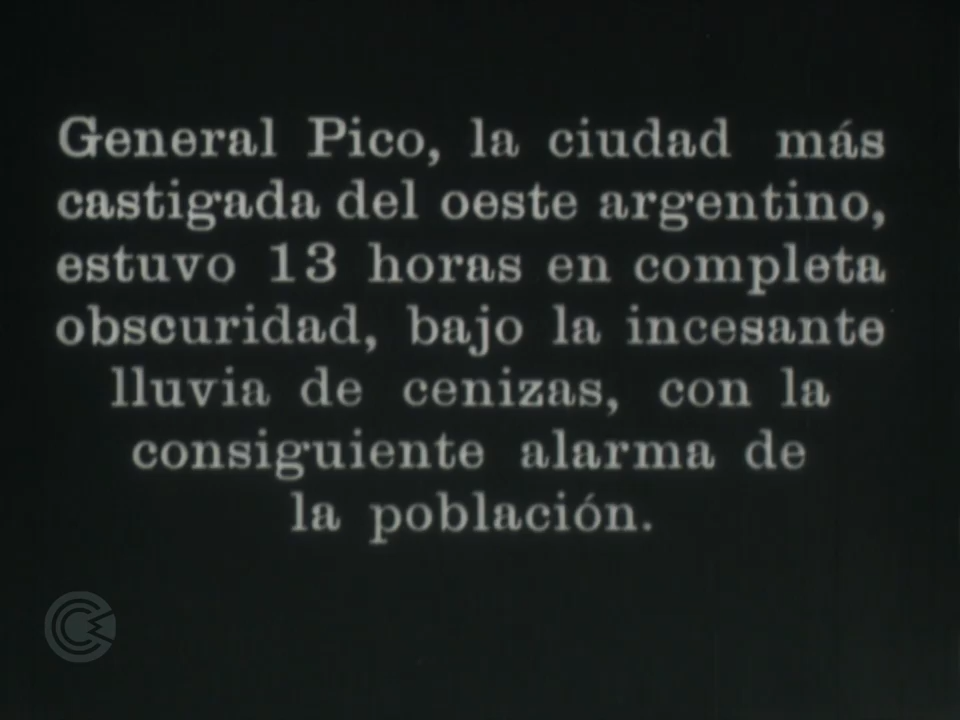 General Pico, la ciudad más
castigada del oeste argentino,
estuvo 13 horas en completa
obscuridad, bajo la incesante
lluvia de cenizas, con la
consiguiente alarma de
la población.